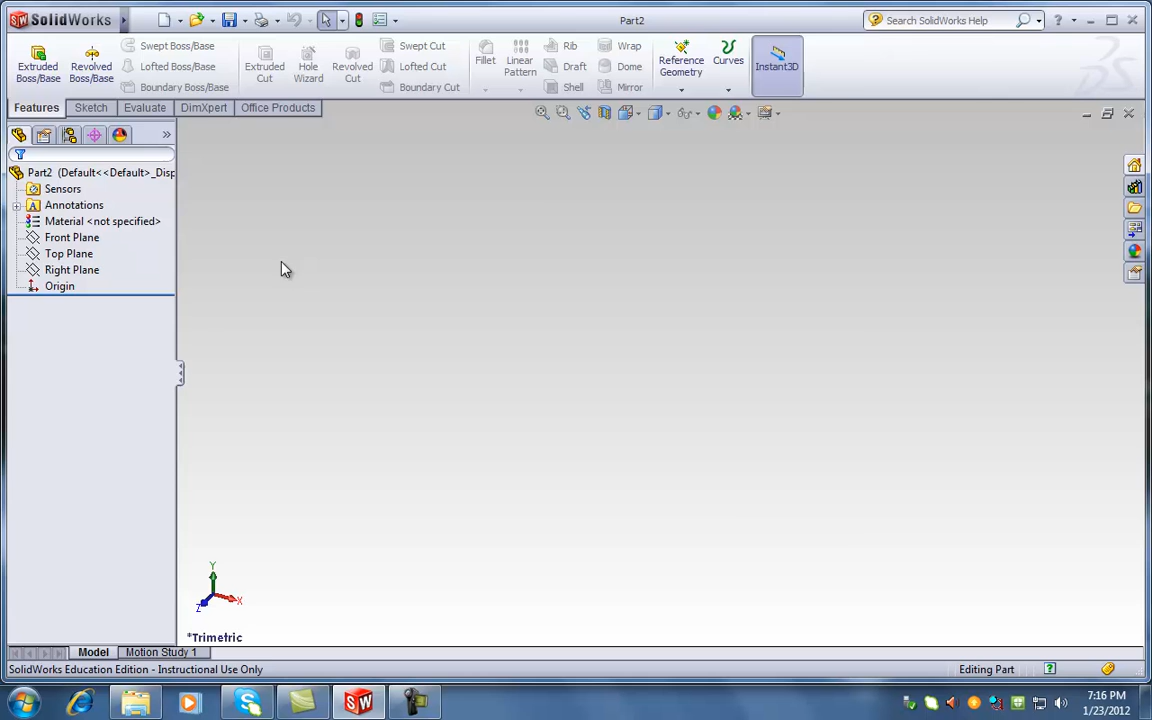 SolidWorks
Part2
Search SolidWorks Help
Extruded Boss/Base
Revolved Boss/Base
Swept Boss/Base
Lofted Boss/Base
Boundary Boss/Base
Extruded Cut
Hole Wizard
Revolved Cut
Swept Cut
Lofted Cut
Boundary Cut
Fillet
Linear Pattern
Rib
Draft
Shell
Wrap
Dome
Mirror
Reference Geometry
Curves
Instant3D
Features
Sketch
Evaluate
DimXpert
Office Products
Part2 (Default<<Default>_Disp
Sensors
Annotations
Material <not specified>
Front Plane
Top Plane
Right Plane
Origin
Y
X
Z
*Trimetric
Model
Motion Study 1
SolidWorks Education Edition - Instructional Use Only
Editing Part
7:16 PM
1/23/2012